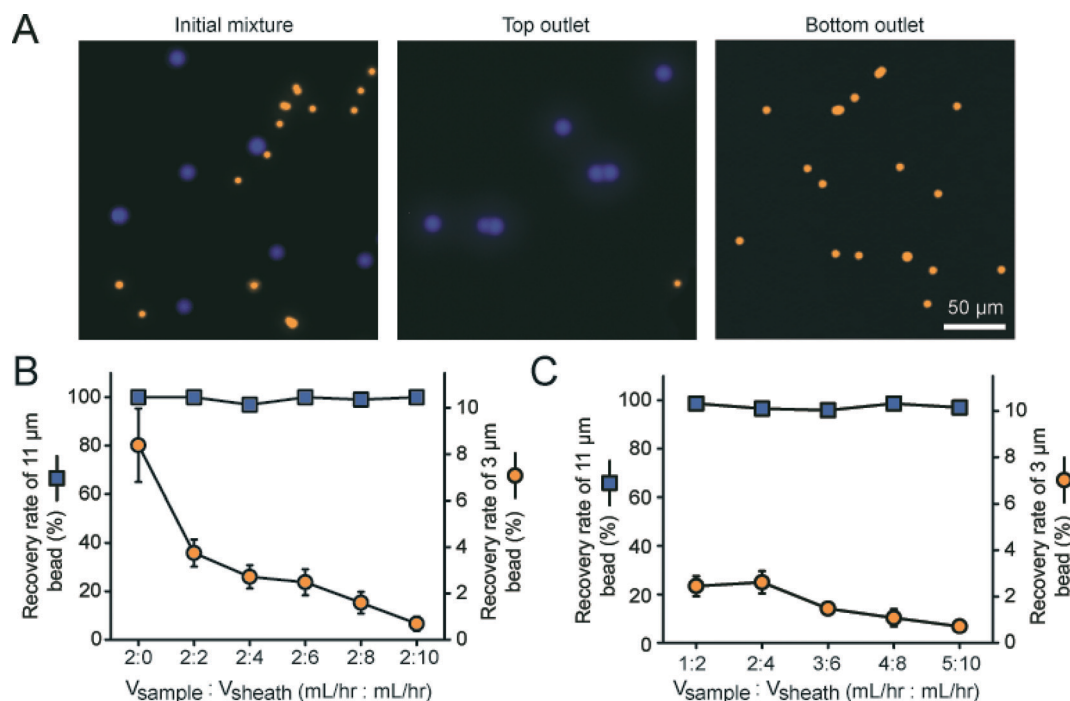 A
Initial mixture
Top outlet
Bottom outlet
50 µm
B
Recovery rate of 11 µm
bead (%)
100
80
60
40
20
0
10
8
6
4
2
0
Recovery rate of 3 µm
bead (%)
2:0 2:2 2:4 2:6 2:8 2:10
Vsample : Vsheath (mL/hr : mL/hr)
C
Recovery rate of 11 µm
bead (%)
100
80
60
40
20
0
10
8
6
4
2
0
Recovery rate of 3 µm
bead (%)
1:2 2:4 3:6 4:8 5:10
Vsample : Vsheath (mL/hr : mL/hr)